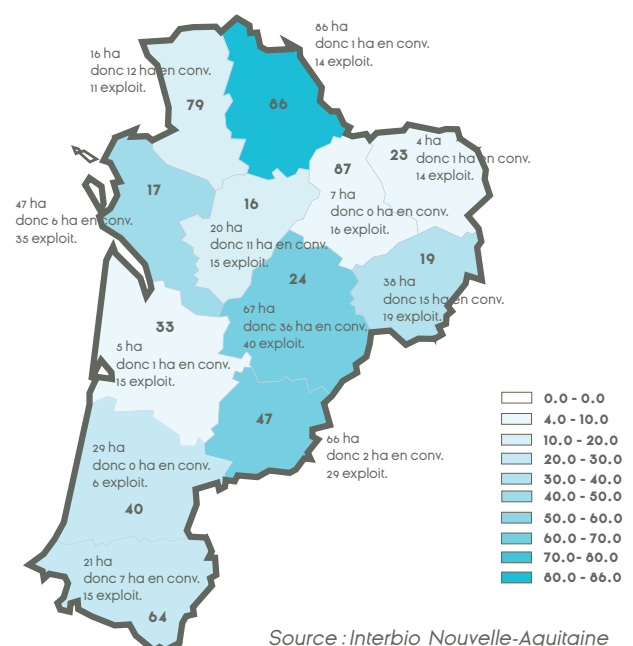 86 ha
donc 1 ha en conv.
14 exploit.
16 ha
donc 12 ha en conv.
11 exploit.
79
86
87
23
4 ha
donc 1 ha en conv.
14 exploit.
17
16
7 ha
donc 0 ha en conv.
16 exploit.
47 ha
donc 6 ha en conv.
35 exploit.
20 ha
donc 11 ha en conv.
15 exploit.
24
19
38 ha
donc 15 ha en conv.
19 exploit.
67 ha
donc 36 ha en conv.
40 exploit.
33
5 ha
donc 1 ha en conv.
15 exploit.
47
66 ha
donc 2 ha en conv.
29 exploit.
29 ha
donc 0 ha en conv.
6 exploit.
40
21 ha
donc 7 ha en conv.
15 exploit.
64
0.0 - 0.0
4.0 - 10.0
10.0 - 20.0
20.0 - 30.0
30.0 - 40.0
40.0 - 50.0
50.0 - 60.0
60.0 - 70.0
70.0 - 80.0
80.0 - 86.0
Source : Interbio Nouvelle-Aquitaine